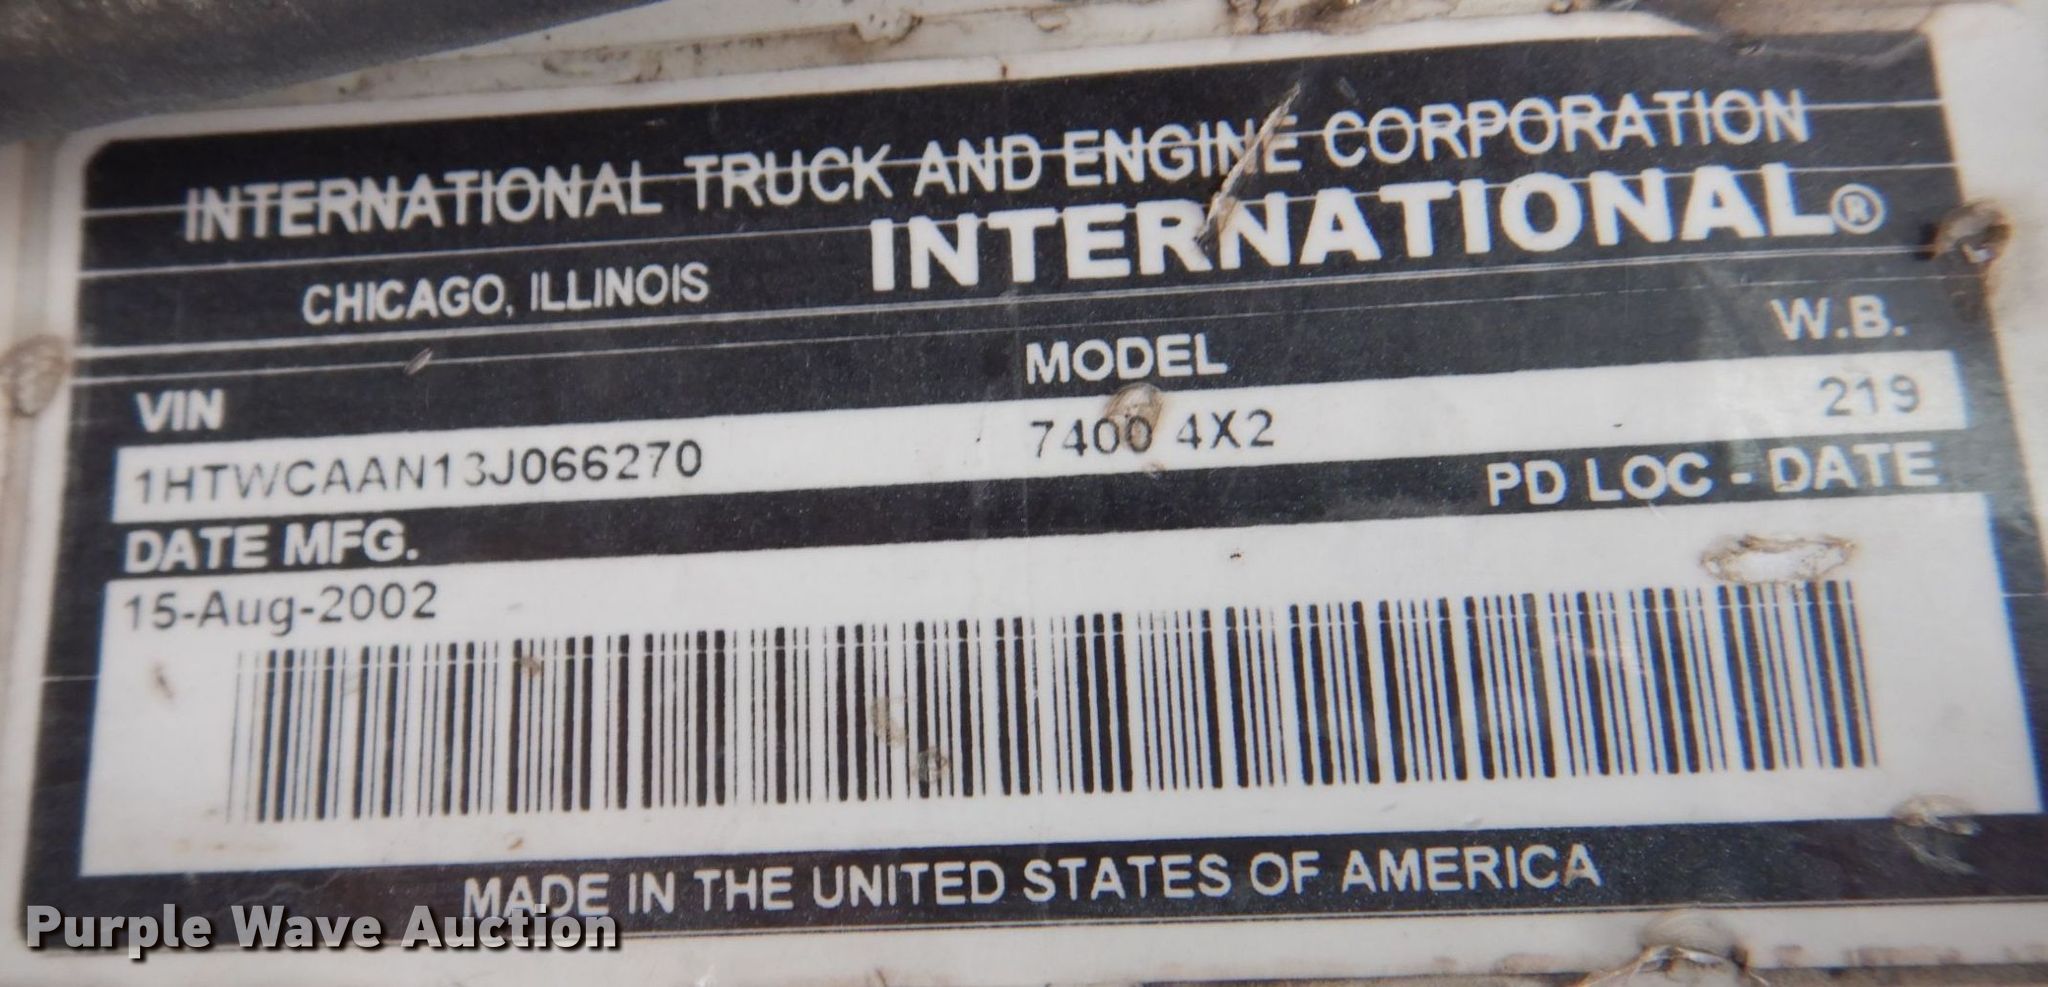 INTERNATIONAL TRUCK AND ENGINE CORPORATION
CHICAGO, ILLINOIS INTERNATIONAL®
VIN MODEL W.B.
1HTWCAAN13J066270 7400 4X2 219
DATE MFG. PD LOC - DATE
15-Aug-2002
MADE IN THE UNITED STATES OF AMERICA
Purple Wave Auction